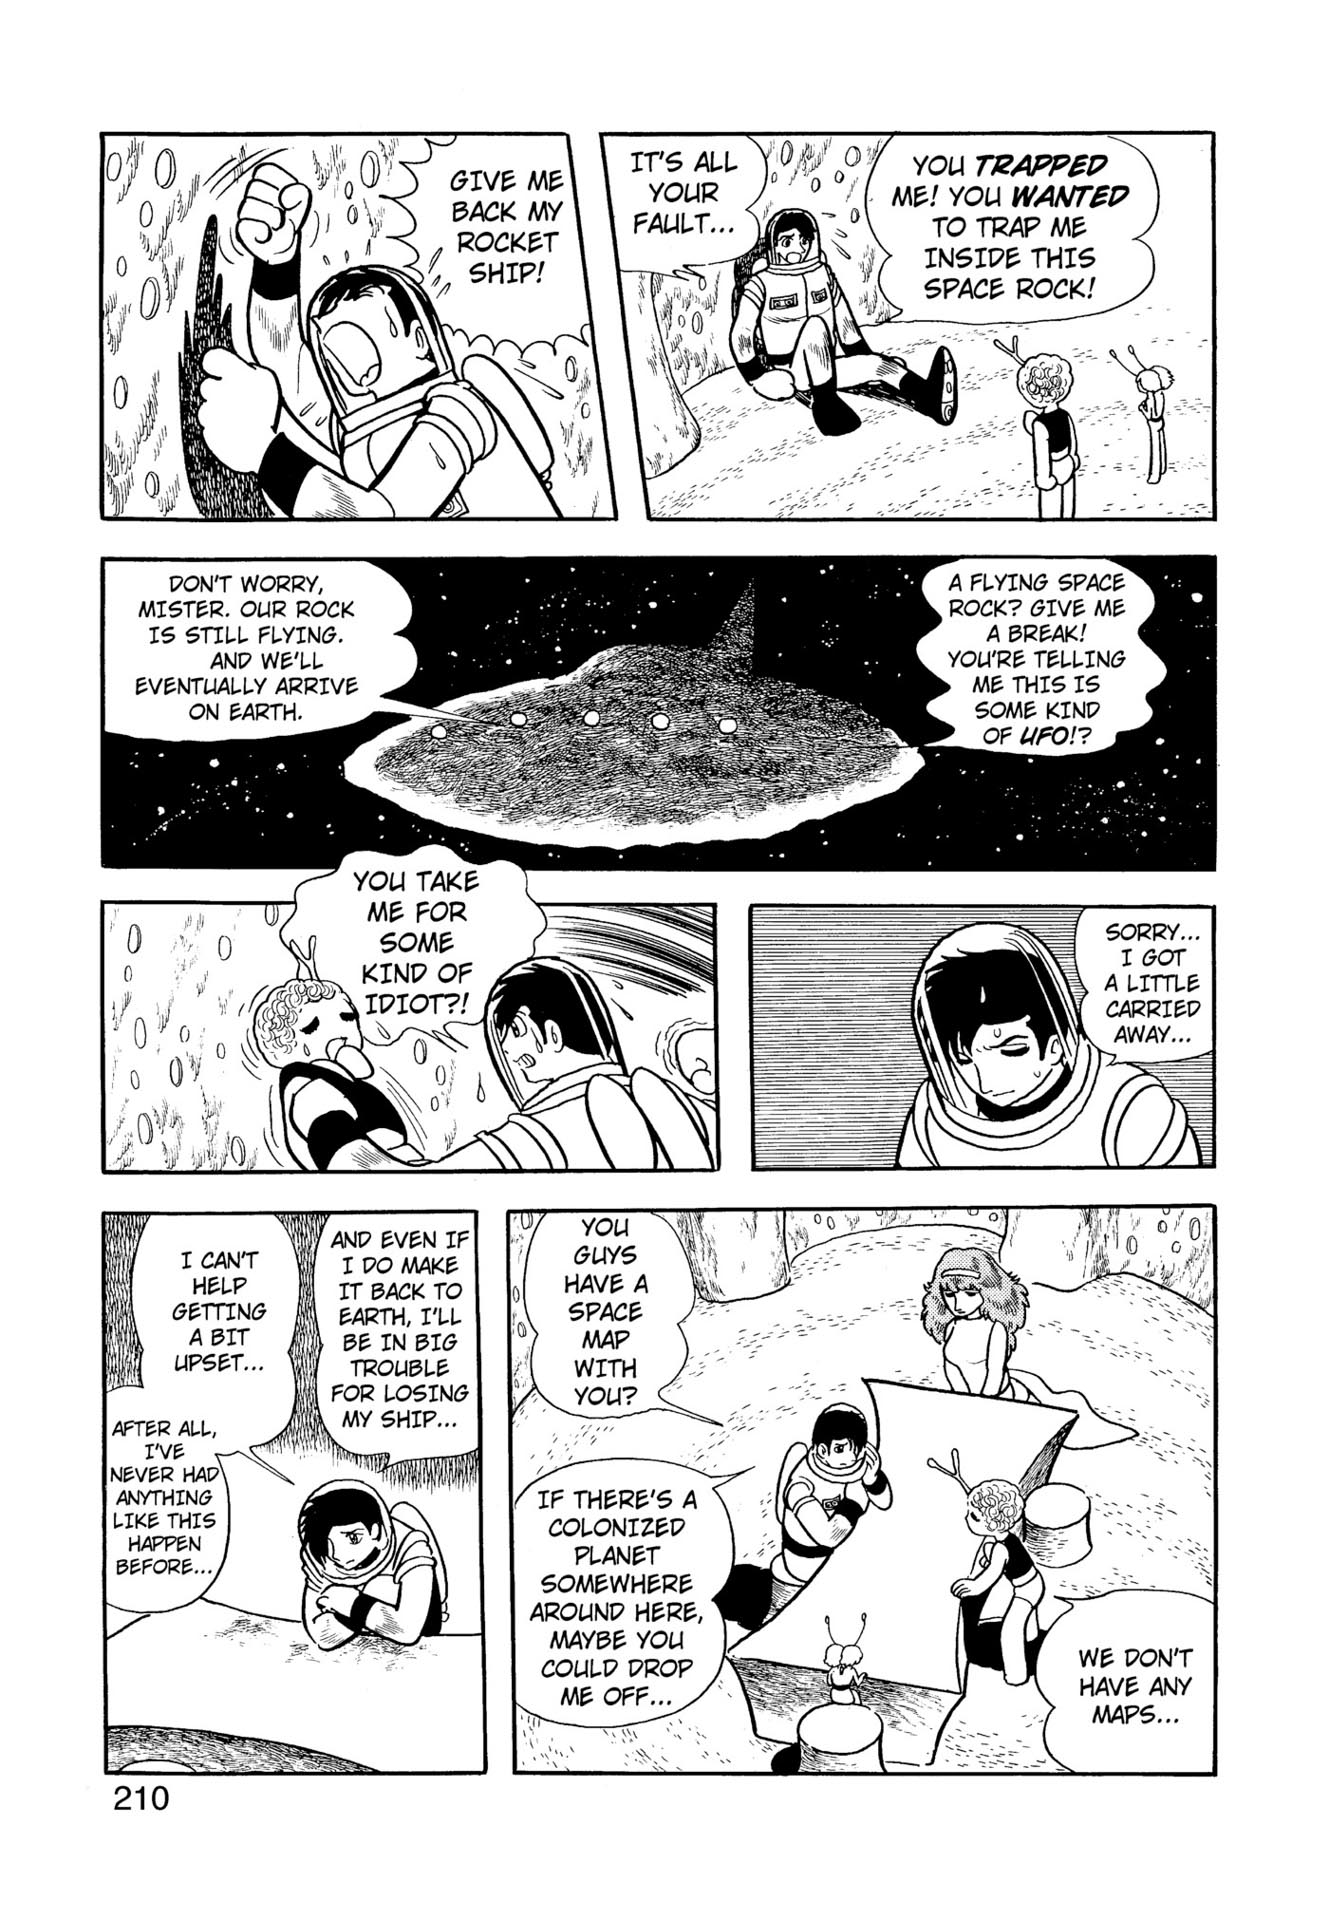 GIVE ME
BACK MY
ROCKET
SHIP!
IT'S ALL
YOUR
FAULT...
YOU TRAPPED
ME! YOU WANTED
TO TRAP ME
INSIDE THIS
SPACE ROCK!
DON'T WORRY,
MISTER. OUR ROCK
IS STILL FLYING.
AND WE'LL
EVENTUALLY ARRIVE
ON EARTH.
A FLYING SPACE
ROCK? GIVE ME
A BREAK!
YOU'RE TELLING
ME THIS IS
SOME KIND
OF UFO!?
YOU TAKE
ME FOR
SOME
KIND OF
IDIOT?!
SORRY...
I GOT
A LITTLE
CARRIED
AWAY...
I CAN'T
HELP
GETTING
A BIT
UPSET...
AND EVEN IF
I DO MAKE
IT BACK TO
EARTH, I'LL
BE IN BIG
TROUBLE
FOR LOSING
MY SHIP...
AFTER ALL,
I'VE
NEVER HAD
ANYTHING
LIKE THIS
HAPPEN
BEFORE...
YOU
GUYS
HAVE A
SPACE
MAP
WITH
YOU?
IF THERE'S A
COLONIZED
PLANET
SOMEWHERE
AROUND HERE,
MAYBE YOU
COULD DROP
ME OFF...
WE DON'T
HAVE ANY
MAPS...
210